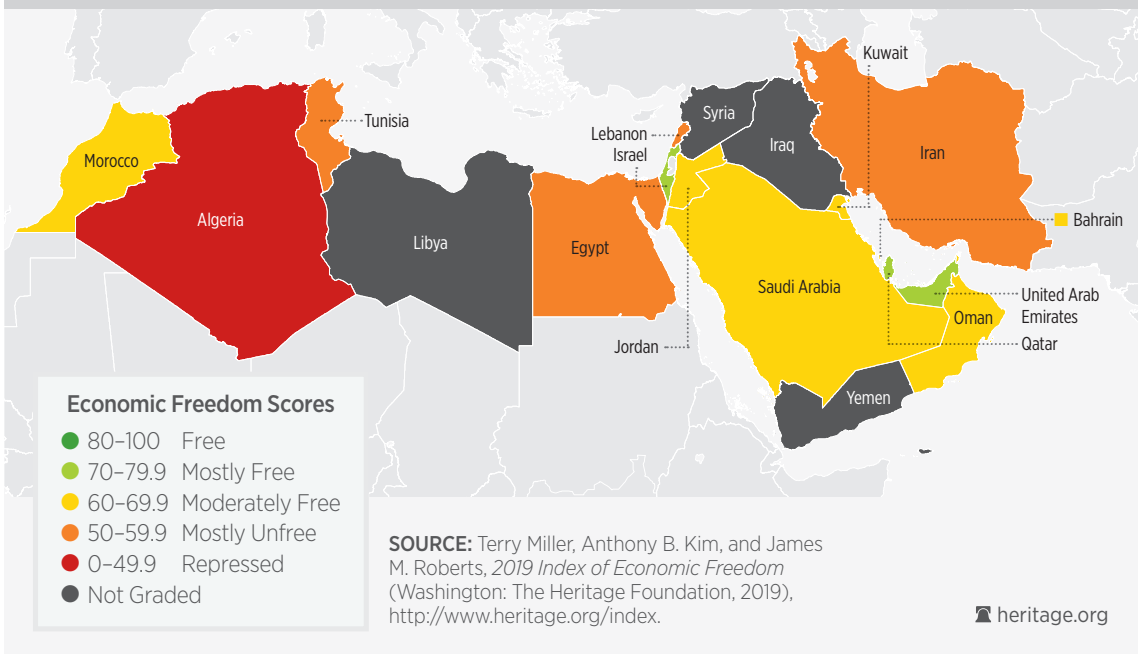 Kuwait
Syria
Tunisia
Lebanon
Israel
Iraq
Iran
Morocco
Algeria
Bahrain
Libya
Egypt
Saudi Arabia
United Arab
Emirates
Oman
Jordan
Qatar
Yemen
Economic Freedom Scores
80–100 Free
70–79.9 Mostly Free
60–69.9 Moderately Free
50–59.9 Mostly Unfree
0–49.9 Repressed
Not Graded
SOURCE: Terry Miller, Anthony B. Kim, and James
M. Roberts, 2019 Index of Economic Freedom
(Washington: The Heritage Foundation, 2019),
http://www.heritage.org/index.
heritage.org